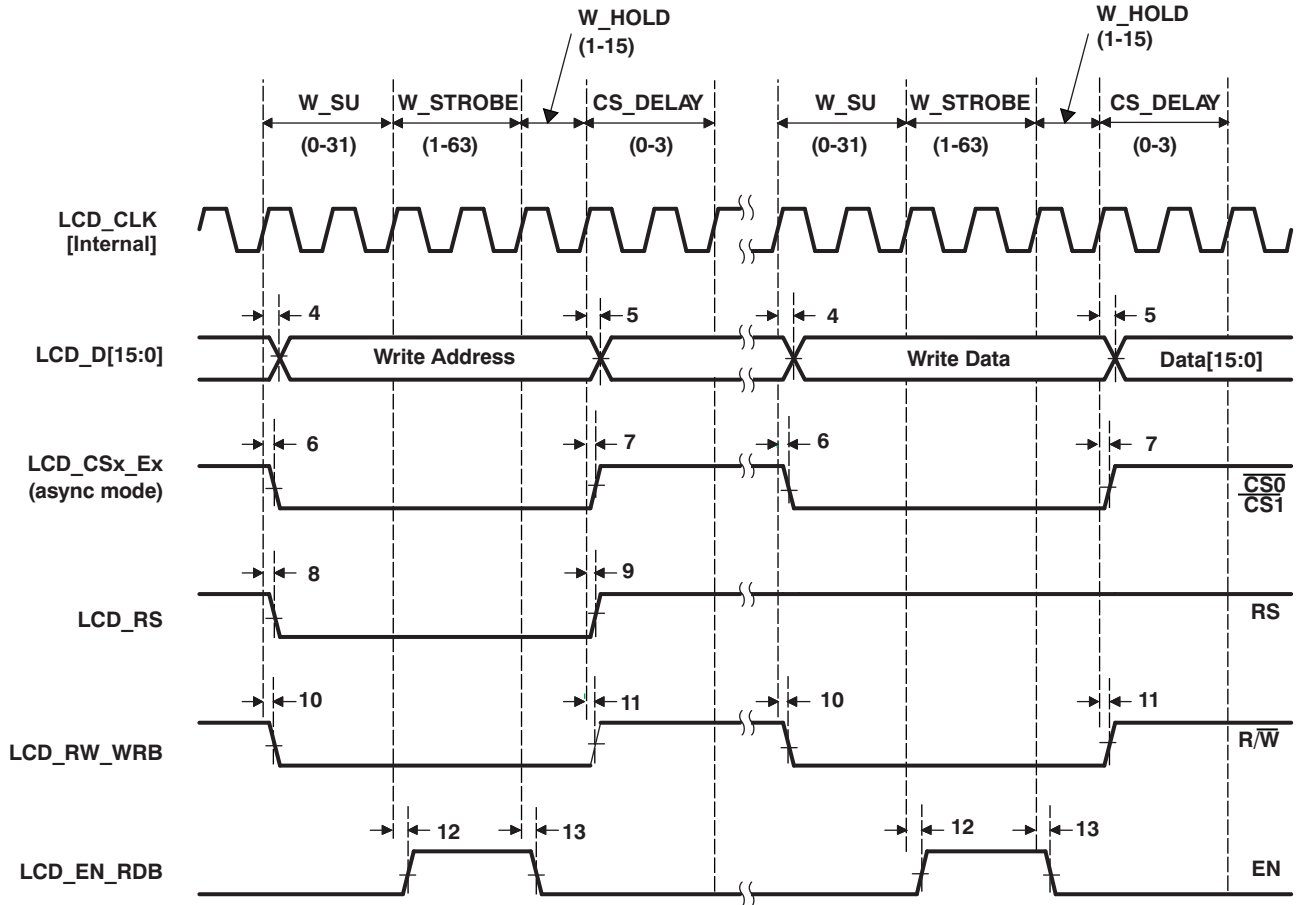 W_HOLD
(1-15)
W_HOLD
(1-15)
W_SU W_STROBE CS_DELAY W_SU W_STROBE CS_DELAY
(0-31) (1-63) (0-3) (0-31) (1-63) (0-3)
LCD_CLK
[Internal]
4 5 4 5
LCD_D[15:0] Write Address Write Data Data[15:0]
6 7 6 7
LCD_CSx_Ex
(async mode)
CS0
CS1
8 9
LCD_RS RS
10 11 10 11
LCD_RW_WRB R/W
12 13 12 13
LCD_EN_RDB EN